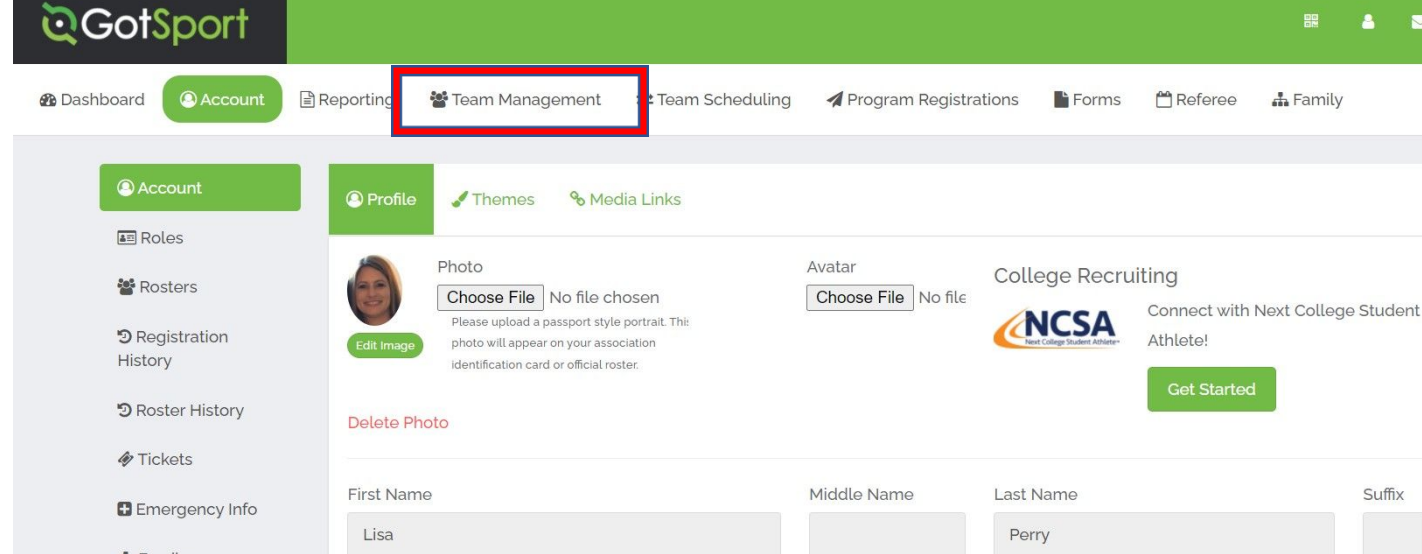 GotSport
Dashboard Account Reporting Team Management Team Scheduling Program Registrations Forms Referee Family
Account
Roles
Rosters
Registration
History
Roster History
Tickets
Emergency Info
Profile Themes Media Links
Photo
Choose File No file chosen
Please upload a passport style portrait. This
photo will appear on your association
identification card or official roster.
Edit Image
Delete Photo
Avatar
Choose File No file
College Recruiting
NCSA
Next College Student Athlete
Connect with Next College Student
Athlete!
Get Started
First Name Middle Name Last Name Suffix
Lisa Perry